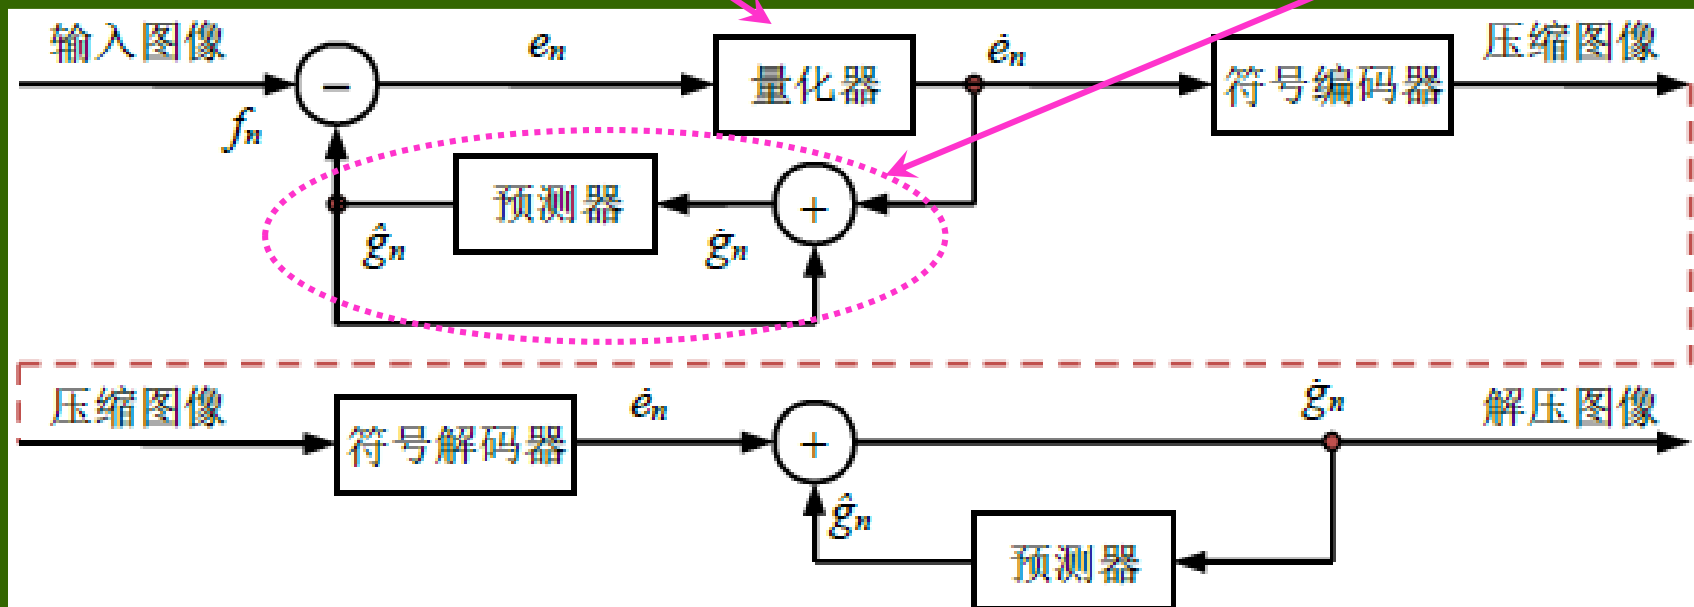 输入图像
eₙ
ėₙ
压缩图像
−
量化器
符号编码器
fₙ
预测器
+
ĝₙ
ġₙ
压缩图像
ėₙ
ġₙ
解压图像
符号解码器
+
ĝₙ
预测器